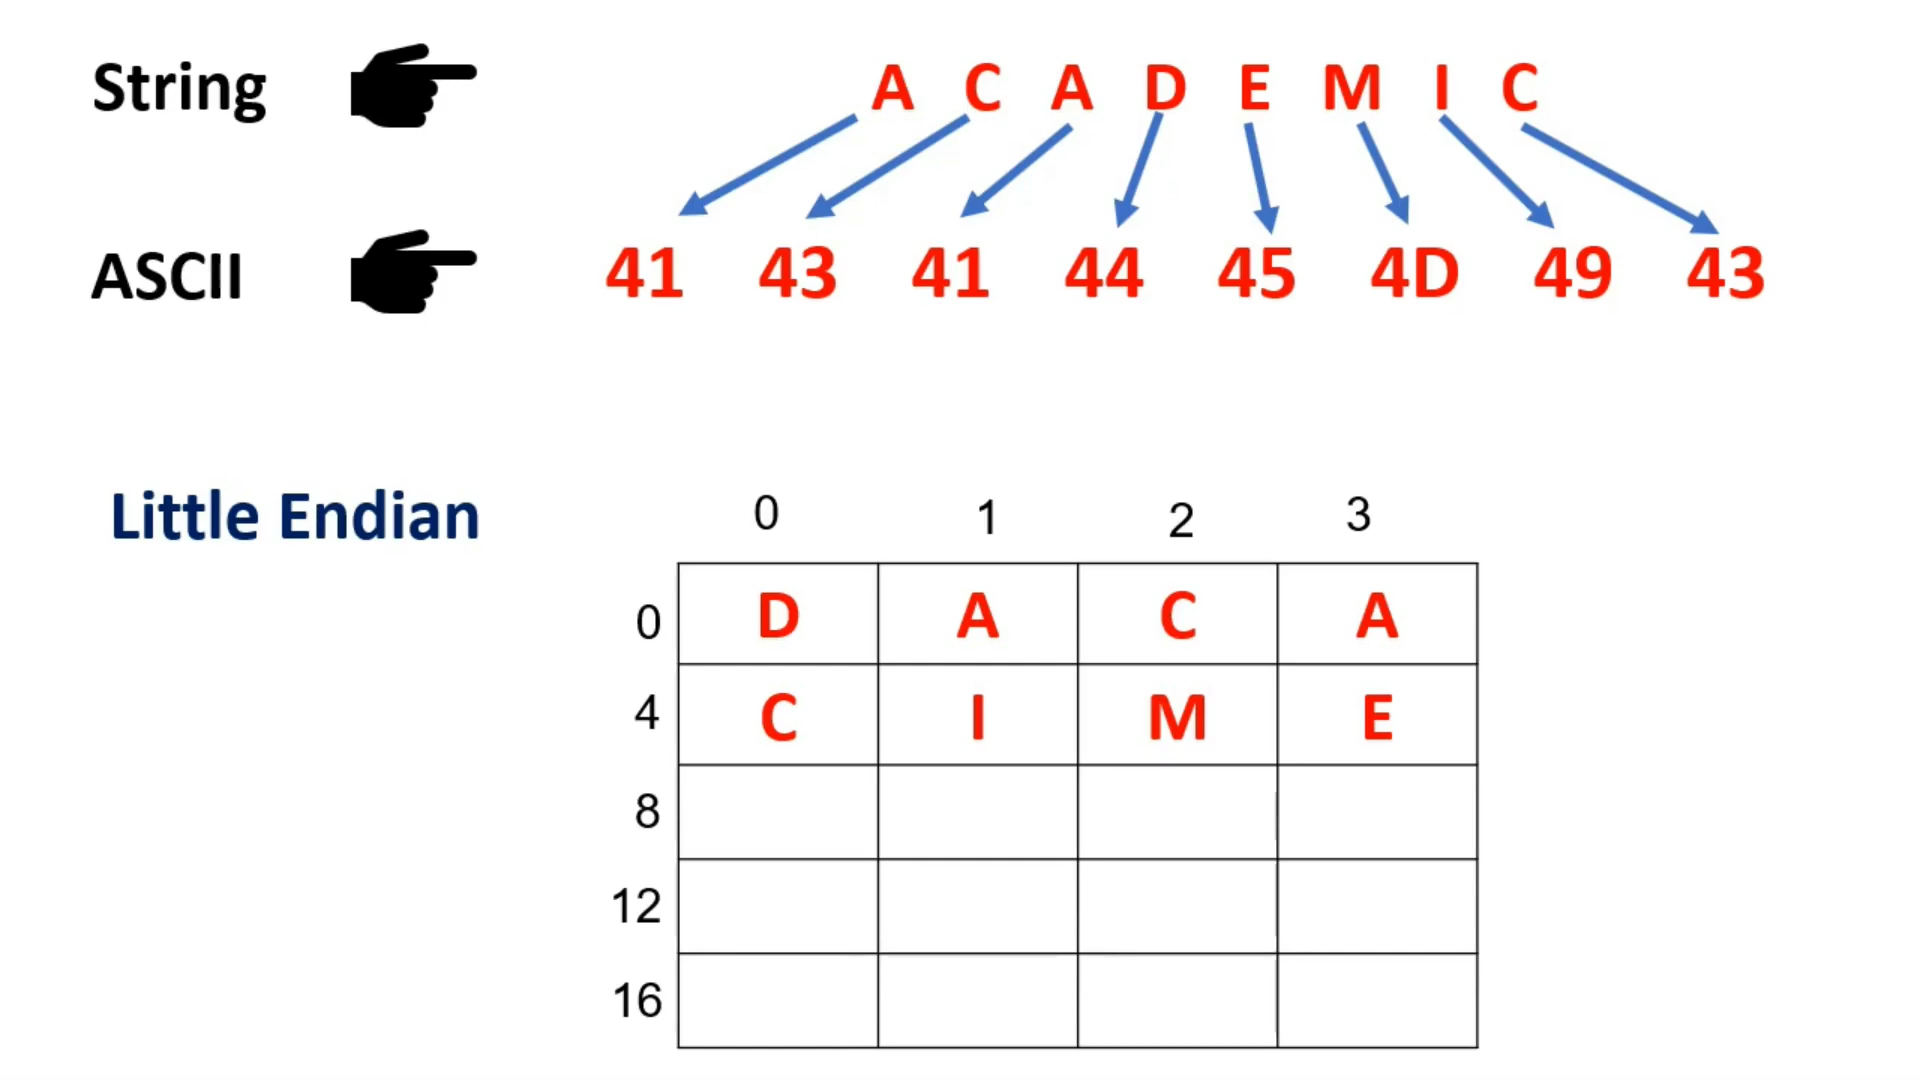 String A C A D E M I C
ASCII 41 43 41 44 45 4D 49 43
Little Endian 0 1 2 3
0 D A C A
4 C I M E
8
12
16